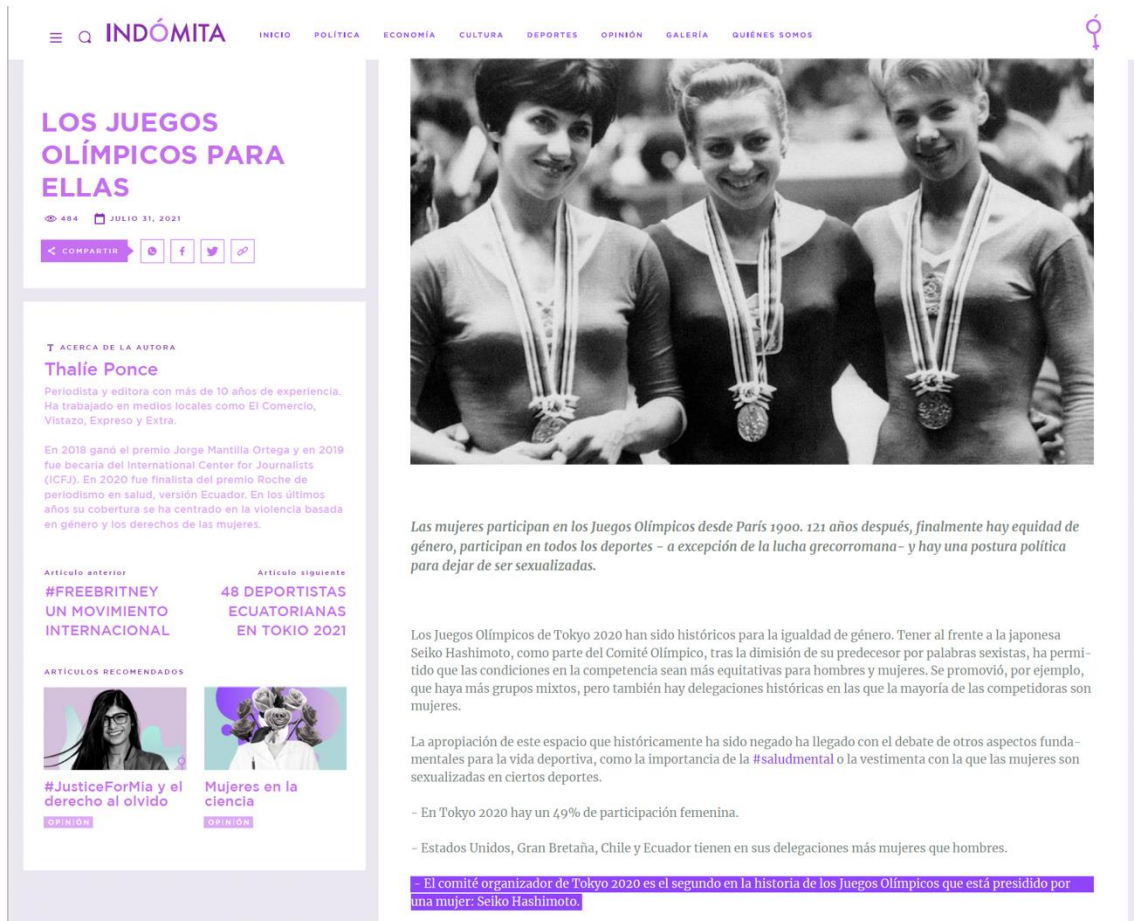 INDÓMITA
INICIO POLÍTICA ECONOMÍA CULTURA DEPORTES OPINIÓN GALERÍA QUIÉNES SOMOS
LOS JUEGOS
OLÍMPICOS PARA
ELLAS
484 JULIO 31, 2021
COMPARTIR
T ACERCA DE LA AUTORA
Thalíe Ponce
Periodista y editora con más de 10 años de experiencia.
Ha trabajado en medios locales como El Comercio,
Vistazo, Expreso y Extra.
En 2018 ganó el premio Jorge Mantilla Ortega y en 2019
fue becaria del International Center for Journalists
(ICFJ). En 2020 fue finalista del premio Roche de
periodismo en salud, versión Ecuador. En los últimos
años su cobertura se ha centrado en la violencia basada
en género y los derechos de las mujeres.
Artículo anterior
#FREEBRITNEY
UN MOVIMIENTO
INTERNACIONAL
Artículo siguiente
48 DEPORTISTAS
ECUATORIANAS
EN TOKIO 2021
ARTÍCULOS RECOMENDADOS
#JusticeForMia y el
derecho al olvido
OPINIÓN
Mujeres en la
ciencia
OPINIÓN
Las mujeres participan en los Juegos Olímpicos desde París 1900. 121 años después, finalmente hay equidad de
género, participan en todos los deportes – a excepción de la lucha grecorromana– y hay una postura política
para dejar de ser sexualizadas.
Los Juegos Olímpicos de Tokyo 2020 han sido históricos para la igualdad de género. Tener al frente a la japonesa
Seiko Hashimoto, como parte del Comité Olímpico, tras la dimisión de su predecesor por palabras sexistas, ha permi-
tido que las condiciones en la competencia sean más equitativas para hombres y mujeres. Se promovió, por ejemplo,
que haya más grupos mixtos, pero también hay delegaciones históricas en las que la mayoría de las competidoras son
mujeres.
La apropiación de este espacio que históricamente ha sido negado ha llegado con el debate de otros aspectos funda-
mentales para la vida deportiva, como la importancia de la #saludmental o la vestimenta con la que las mujeres son
sexualizadas en ciertos deportes.
- En Tokyo 2020 hay un 49% de participación femenina.
- Estados Unidos, Gran Bretaña, Chile y Ecuador tienen en sus delegaciones más mujeres que hombres.
- El comité organizador de Tokyo 2020 es el segundo en la historia de los Juegos Olímpicos que está presidido por
una mujer: Seiko Hashimoto.